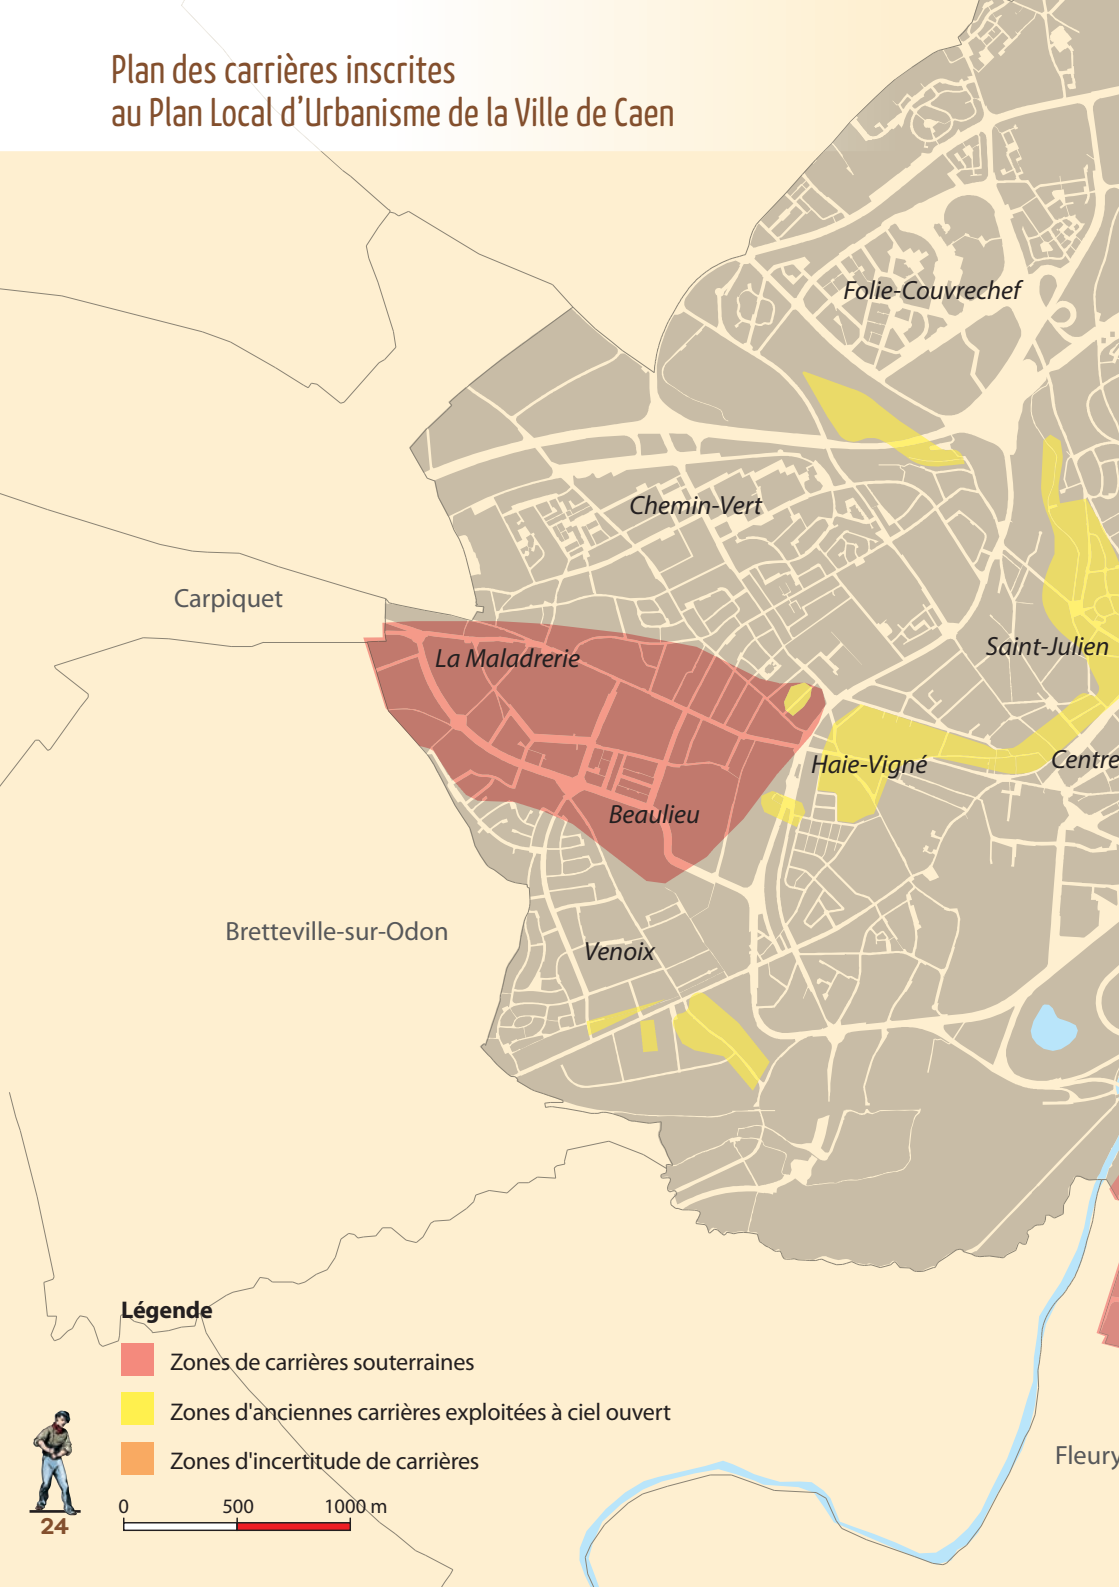 Plan des carrières inscrites
au Plan Local d’Urbanisme de la Ville de Caen
Folie-Couvrechef
Chemin-Vert
Carpiquet
Saint-Julien
La Maladrerie
Centre
Haie-Vigné
Beaulieu
Bretteville-sur-Odon
Venoix
Légende
Zones de carrières souterraines
Zones d'anciennes carrières exploitées à ciel ouvert
Zones d'incertitude de carrières
Fleury
0 500 1000 m
24